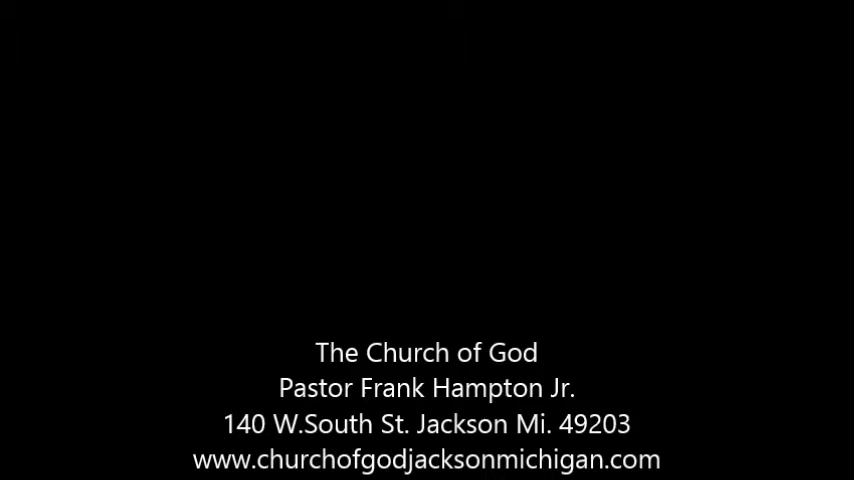 The Church of God
Pastor Frank Hampton Jr.
140 W.South St. Jackson Mi. 49203
www.churchofgodjacksonmichigan.com